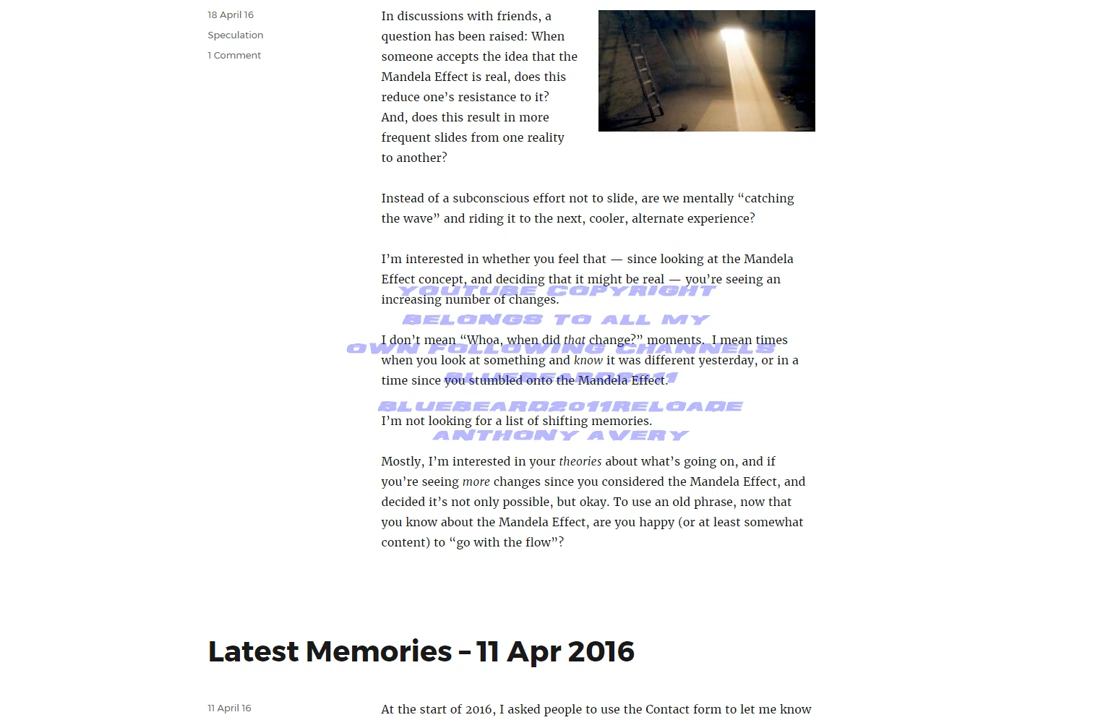 18 April 16
Speculation
1 Comment
In discussions with friends, a
question has been raised: When
someone accepts the idea that the
Mandela Effect is real, does this
reduce one’s resistance to it?
And, does this result in more
frequent slides from one reality
to another?
Instead of a subconscious effort not to slide, are we mentally “catching
the wave” and riding it to the next, cooler, alternate experience?
I’m interested in whether you feel that — since looking at the Mandela
Effect concept, and deciding that it might be real — you’re seeing an
increasing number of changes.
I don’t mean “Whoa, when did that change?” moments.  I mean times
when you look at something and know it was different yesterday, or in a
time since you stumbled onto the Mandela Effect.
I’m not looking for a list of shifting memories.
Mostly, I’m interested in your theories about what’s going on, and if
you’re seeing more changes since you considered the Mandela Effect, and
decided it’s not only possible, but okay. To use an old phrase, now that
you know about the Mandela Effect, are you happy (or at least somewhat
content) to “go with the flow”?
YOUTUBE COPYRIGHT
BELONGS TO ALL MY
OWN FOLLOWING CHANNELS
BLUEBEARD2011
BLUEBEARD2011RELOADE
ANTHONY AVERY
Latest Memories – 11 Apr 2016
11 April 16
At the start of 2016, I asked people to use the Contact form to let me know